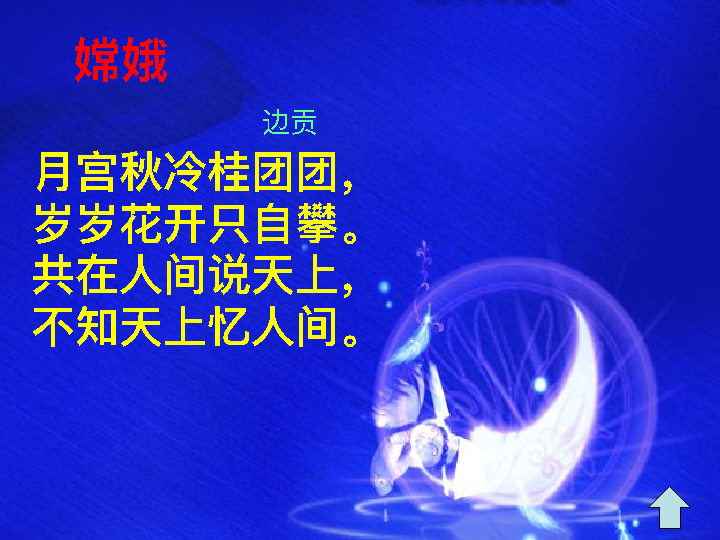 嫦娥
边贡
月宫秋冷桂团团，
岁岁花开只自攀。
共在人间说天上，
不知天上忆人间。